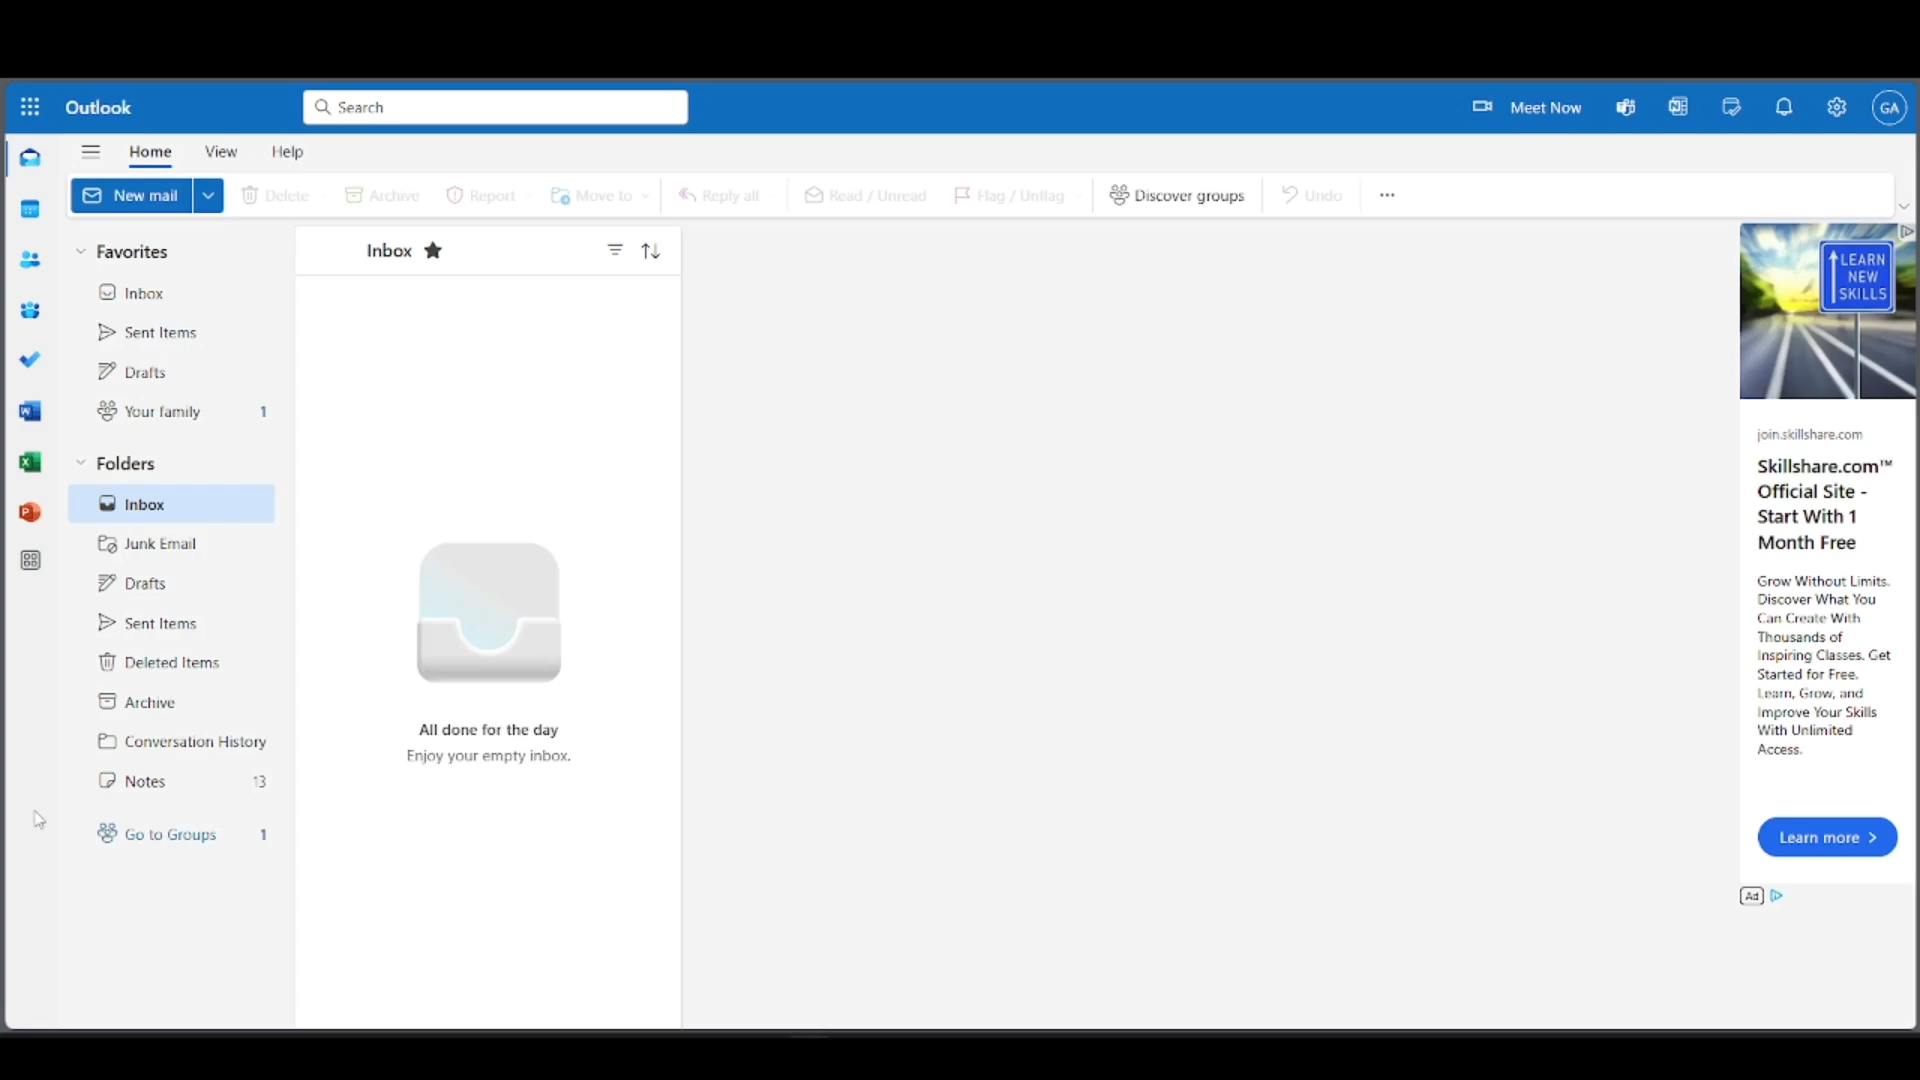 Outlook
Search
Meet Now
GA
Home
View
Help
New mail
Delete
Archive
Report
Move to
Reply all
Read / Unread
Flag / Unflag
Discover groups
Undo
Favorites
Inbox
Sent Items
Drafts
Your family 1
Folders
Inbox
Junk Email
Drafts
Sent Items
Deleted Items
Archive
Conversation History
Notes 13
Go to Groups 1
Inbox
All done for the day
Enjoy your empty inbox.
LEARN
NEW
SKILLS
join.skillshare.com
Skillshare.com™
Official Site -
Start With 1
Month Free
Grow Without Limits.
Discover What You
Can Create With
Thousands of
Inspiring Classes. Get
Started for Free.
Learn, Grow, and
Improve Your Skills
With Unlimited
Access.
Learn more >
Ad